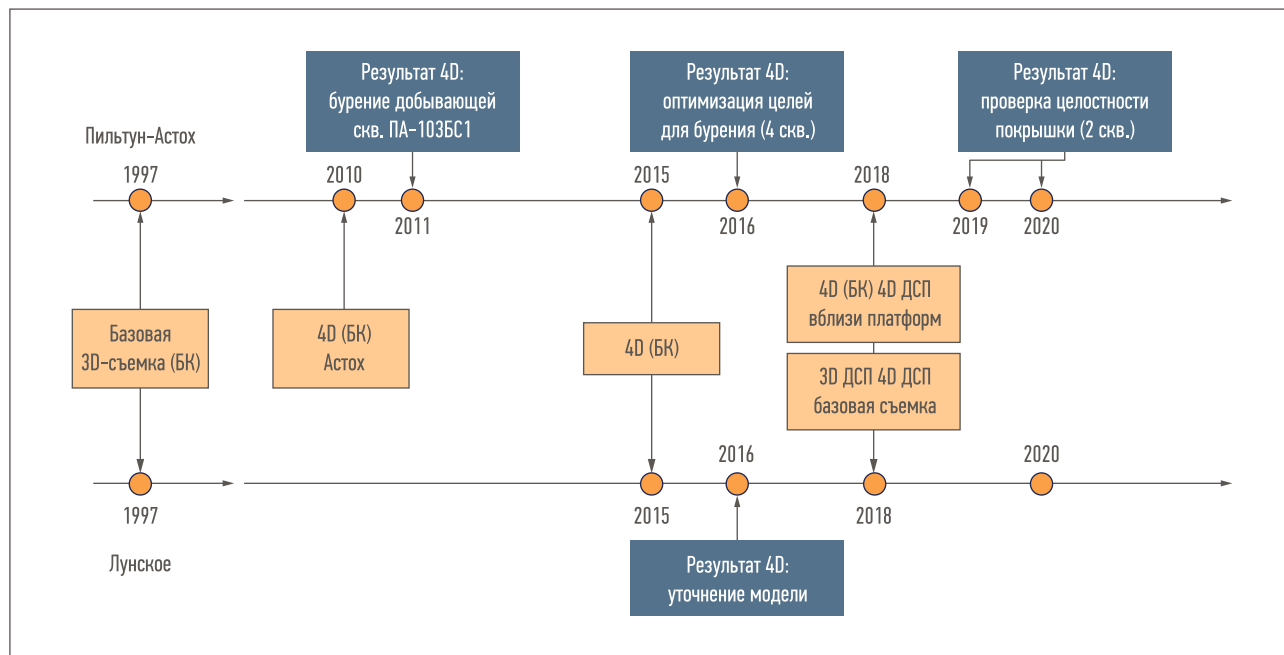 Результат 4D:
бурение добывающей
скв. ПА-103БС1
Результат 4D:
оптимизация целей
для бурения (4 скв.)
Результат 4D:
проверка целостности
покрышки (2 скв.)
Пильтун-Астох
1997
2010
2011
2015
2016
2018
2019
2020
Базовая
3D-съемка (БК)
4D (БК)
Астох
4D (БК)
4D (БК) 4D ДСП
вблизи платформ
3D ДСП 4D ДСП
базовая съемка
1997
2015
2016
2018
2020
Лунское
Результат 4D:
уточнение модели